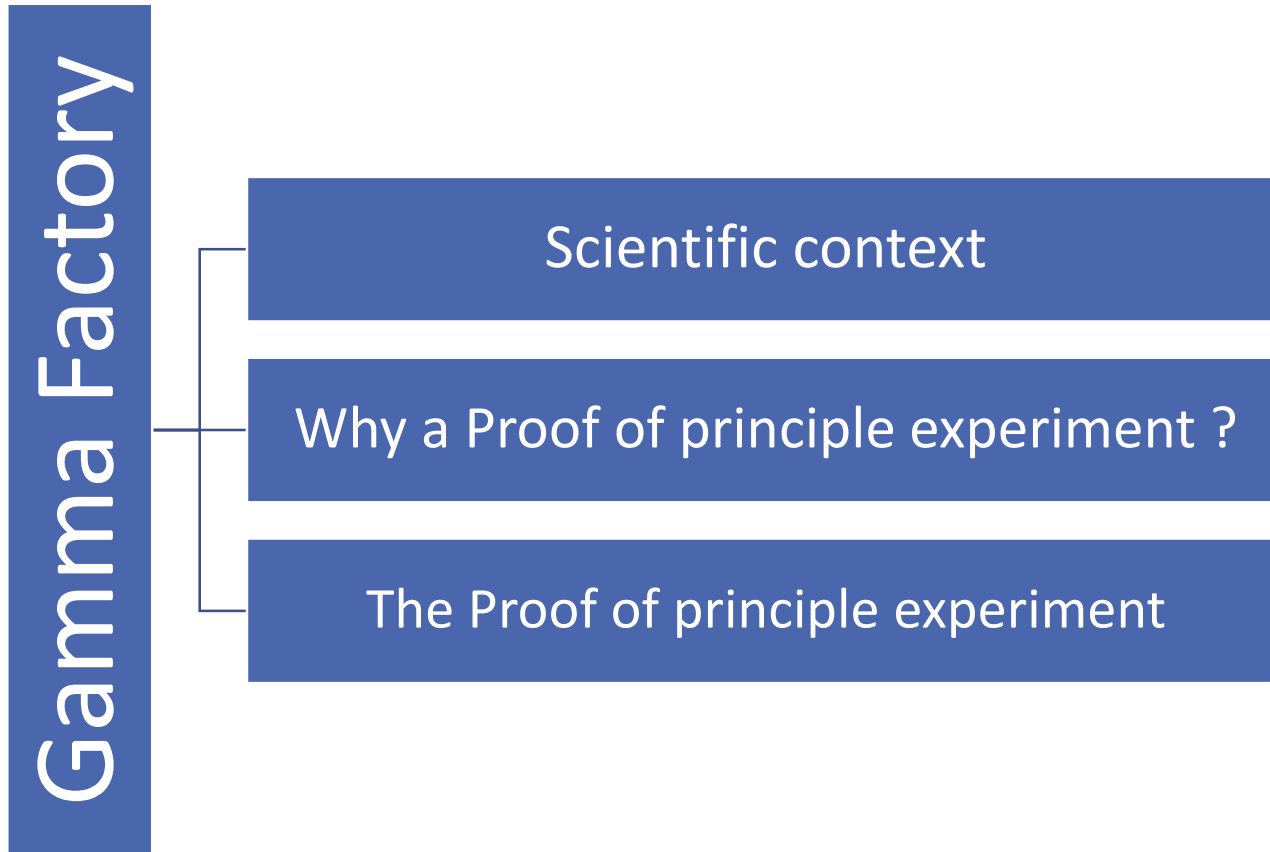 Gamma Factory
Scientific context
Why a Proof of principle experiment ?
The Proof of principle experiment